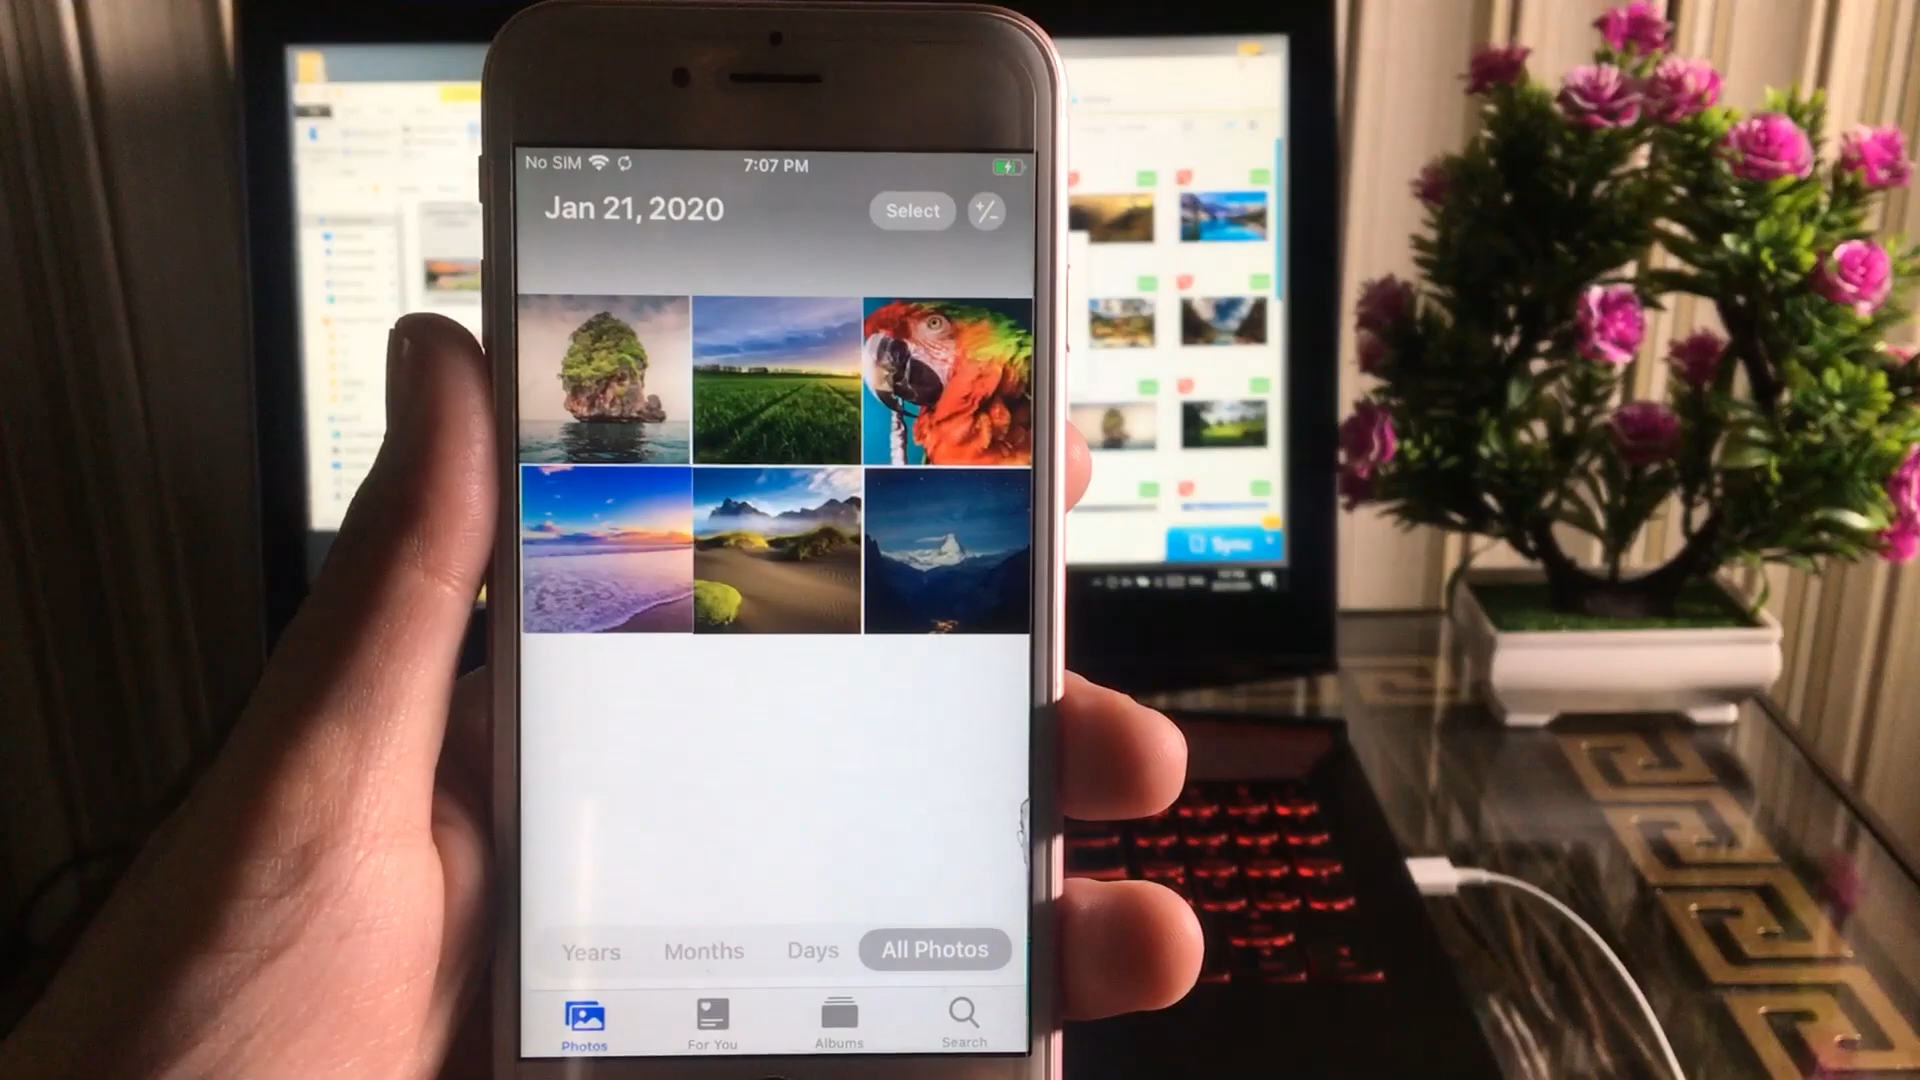 No SIM
7:07 PM
Jan 21, 2020
Select
Years Months Days All Photos
Photos For You Albums Search
Sync